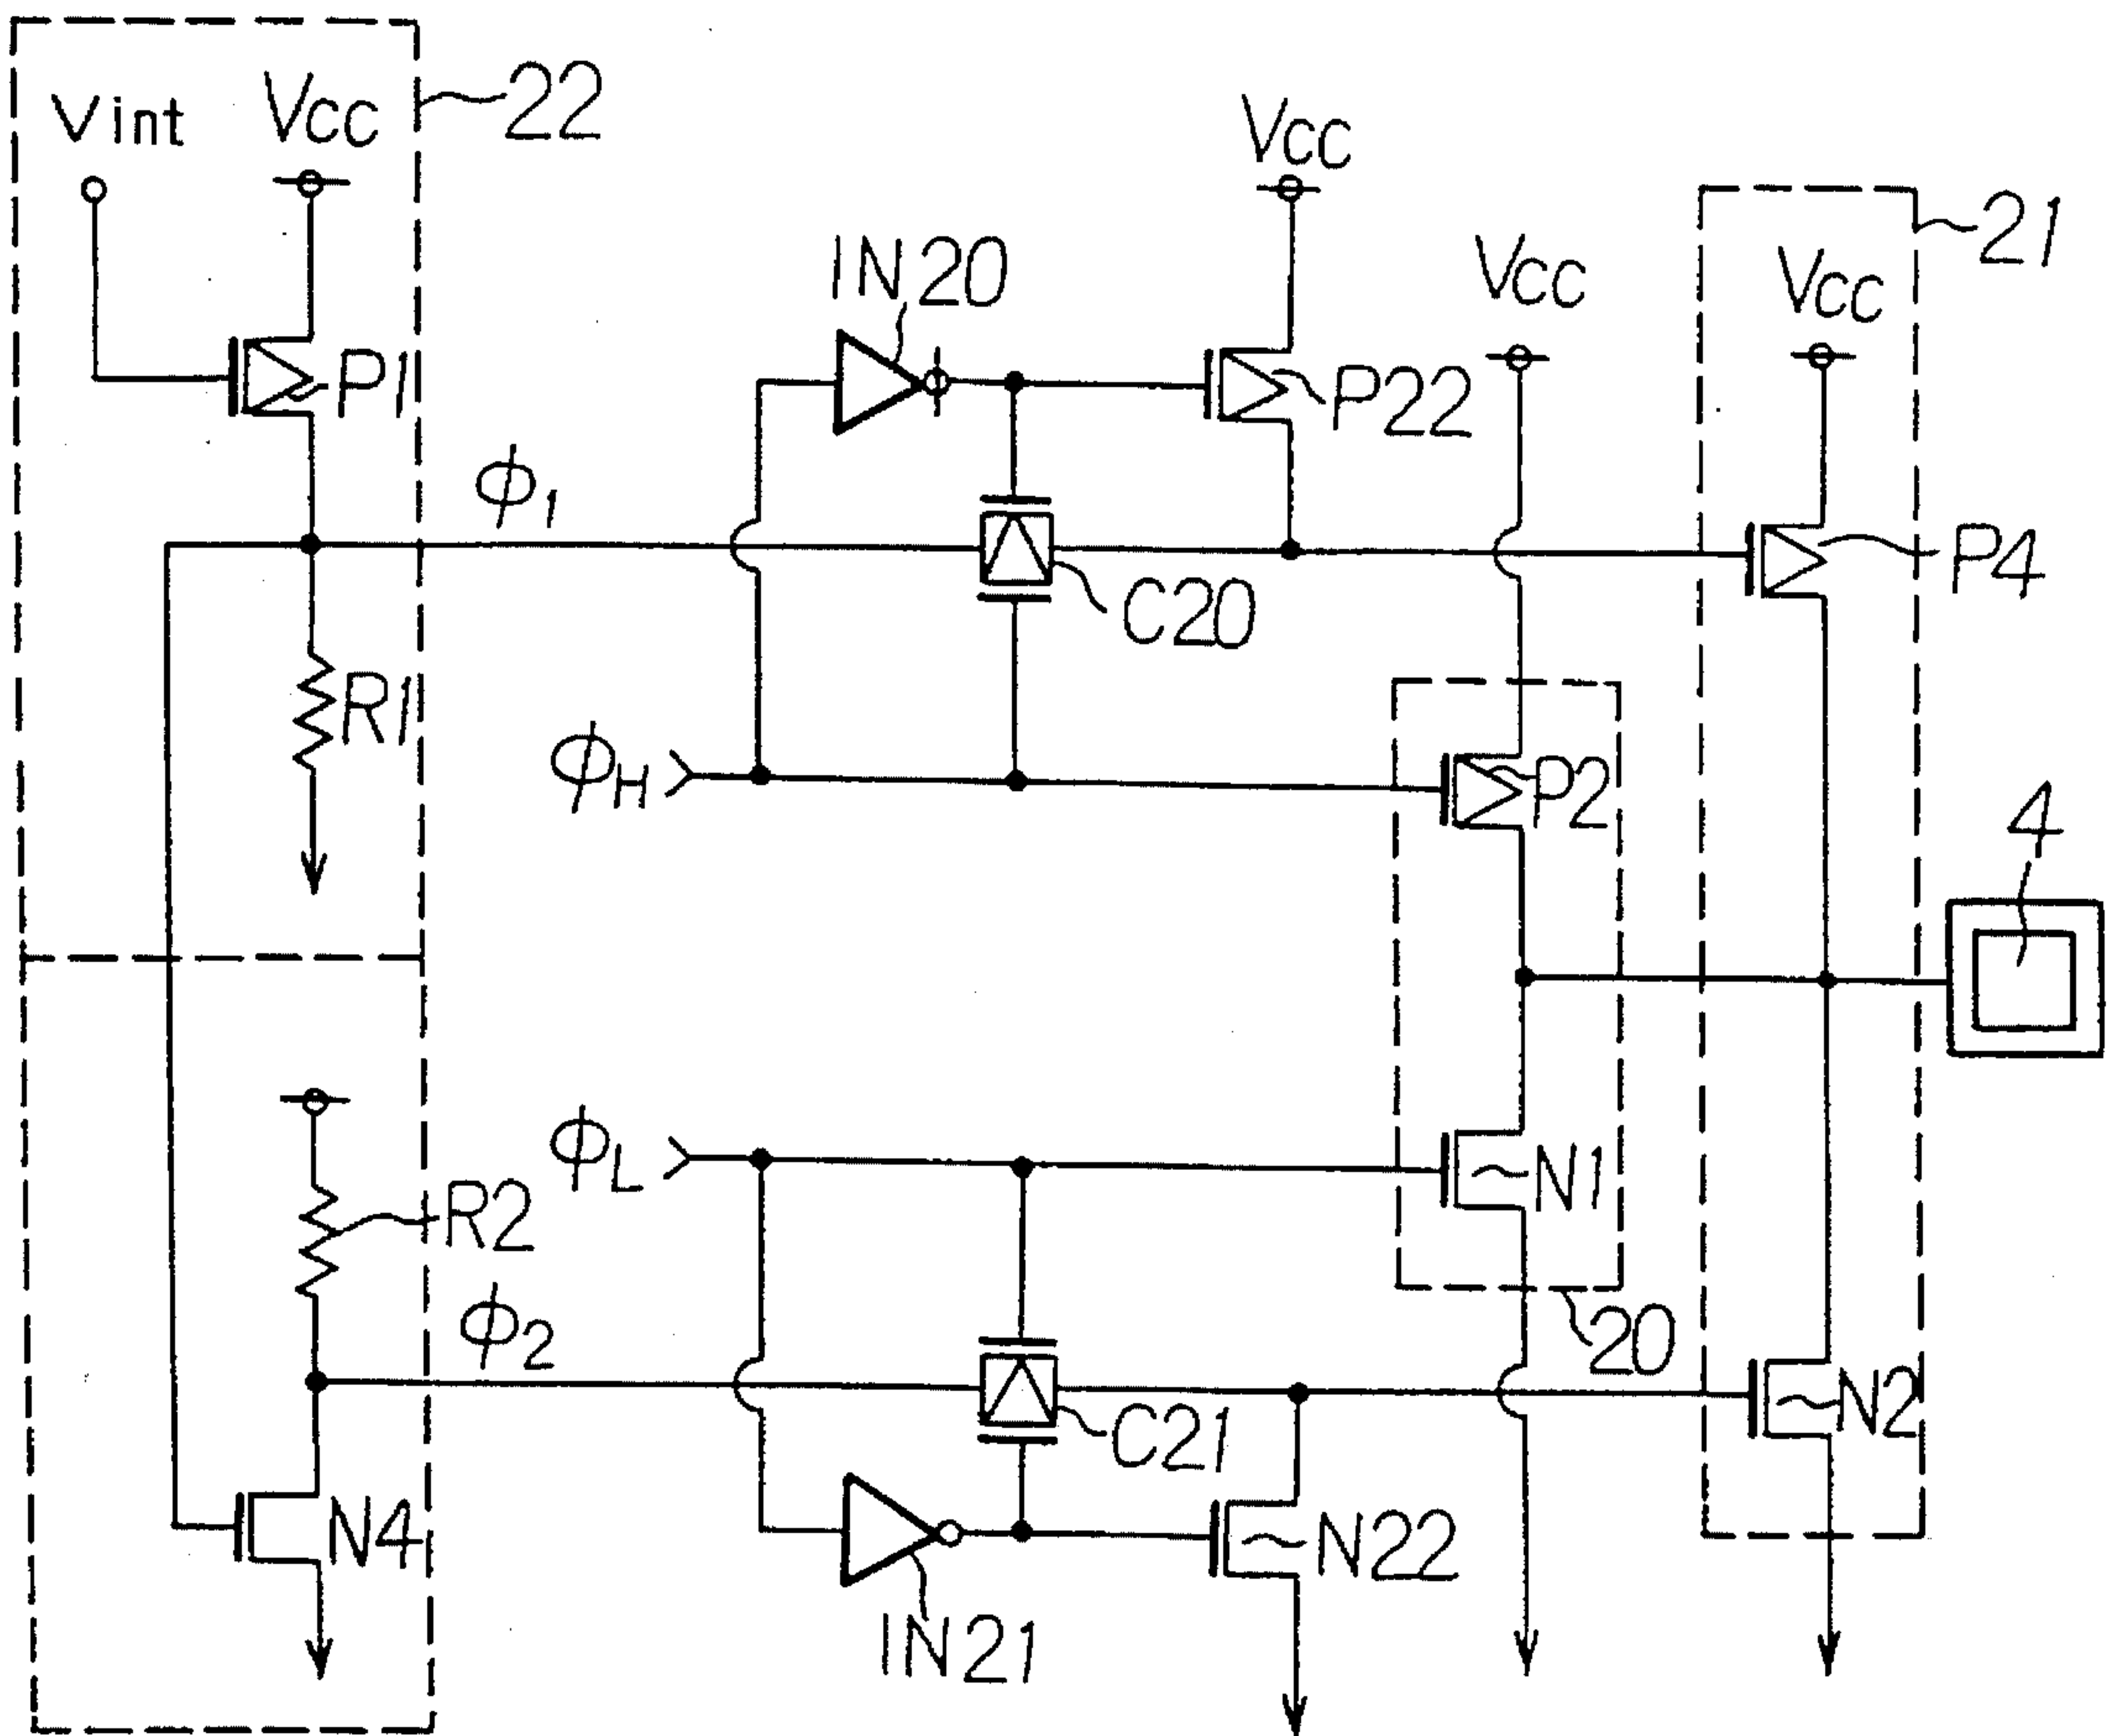 Vint
Vcc
22
Vcc
IN20
Vcc
21
Vcc
P1
P22
ϕ1
C20
P4
R1
ϕH
P2
4
ϕL
N1
R2
20
ϕ2
C21
N2
N4
N22
IN21